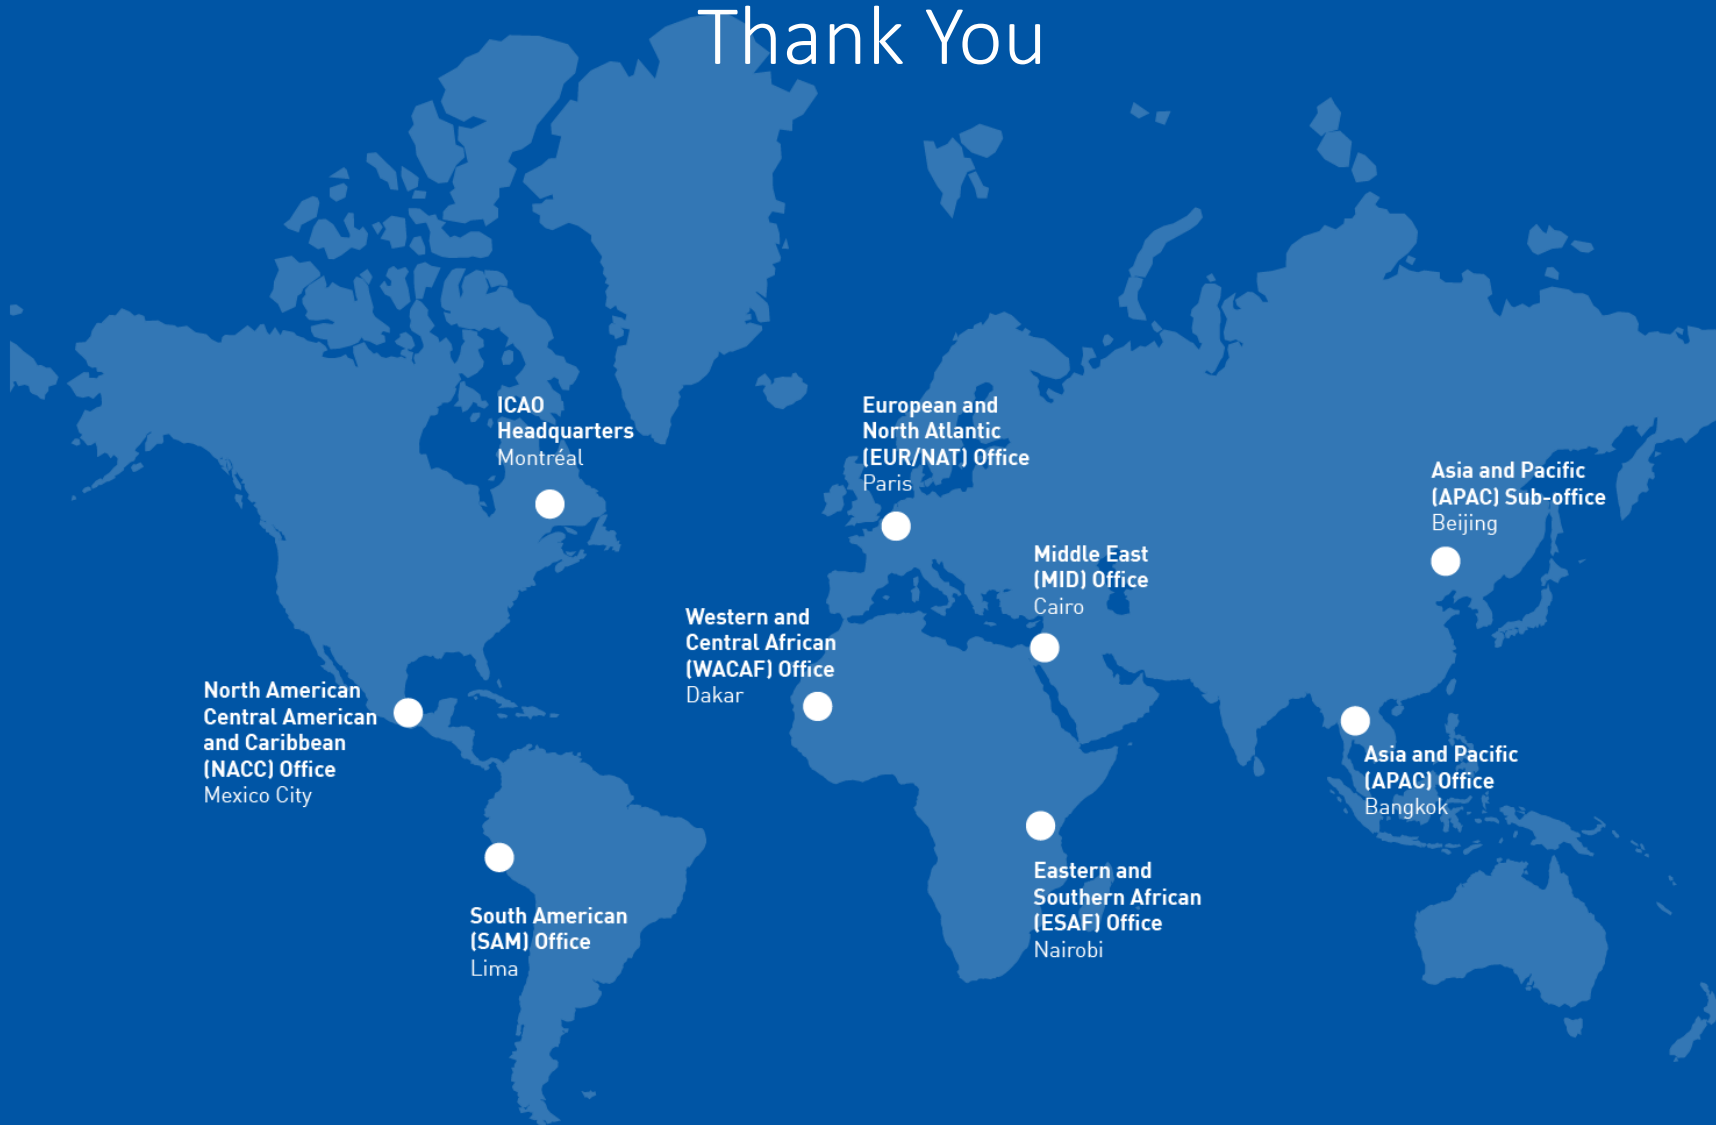 Thank You
ICAO
Headquarters
Montréal
European and
North Atlantic
(EUR/NAT) Office
Paris
Asia and Pacific
(APAC) Sub-office
Beijing
Middle East
(MID) Office
Cairo
Western and
Central African
(WACAF) Office
Dakar
North American
Central American
and Caribbean
(NACC) Office
Mexico City
Asia and Pacific
(APAC) Office
Bangkok
Eastern and
Southern African
(ESAF) Office
Nairobi
South American
(SAM) Office
Lima